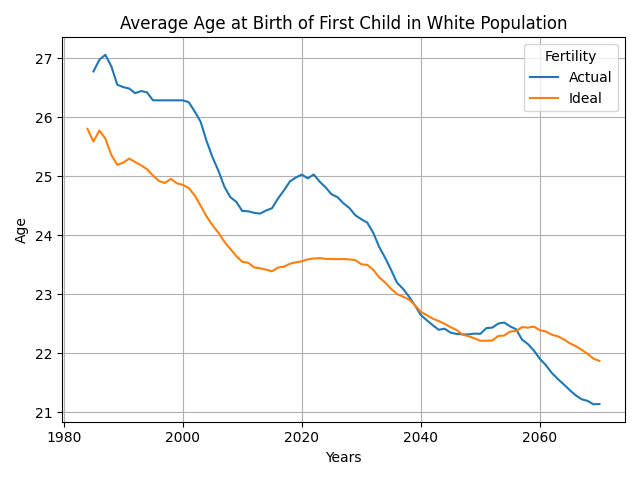 Average Age at Birth of First Child in White Population
Fertility
Actual
Ideal
Age
27
26
25
24
23
22
21
1980
2000
2020
2040
2060
Years